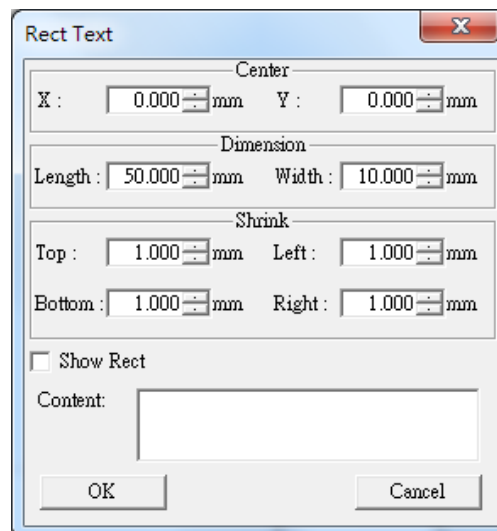 Rect Text
Center
X : 0.000 mm Y : 0.000 mm
Dimension
Length : 50.000 mm Width : 10.000 mm
Shrink
Top : 1.000 mm Left : 1.000 mm
Bottom : 1.000 mm Right : 1.000 mm
Show Rect
Content:
OK Cancel